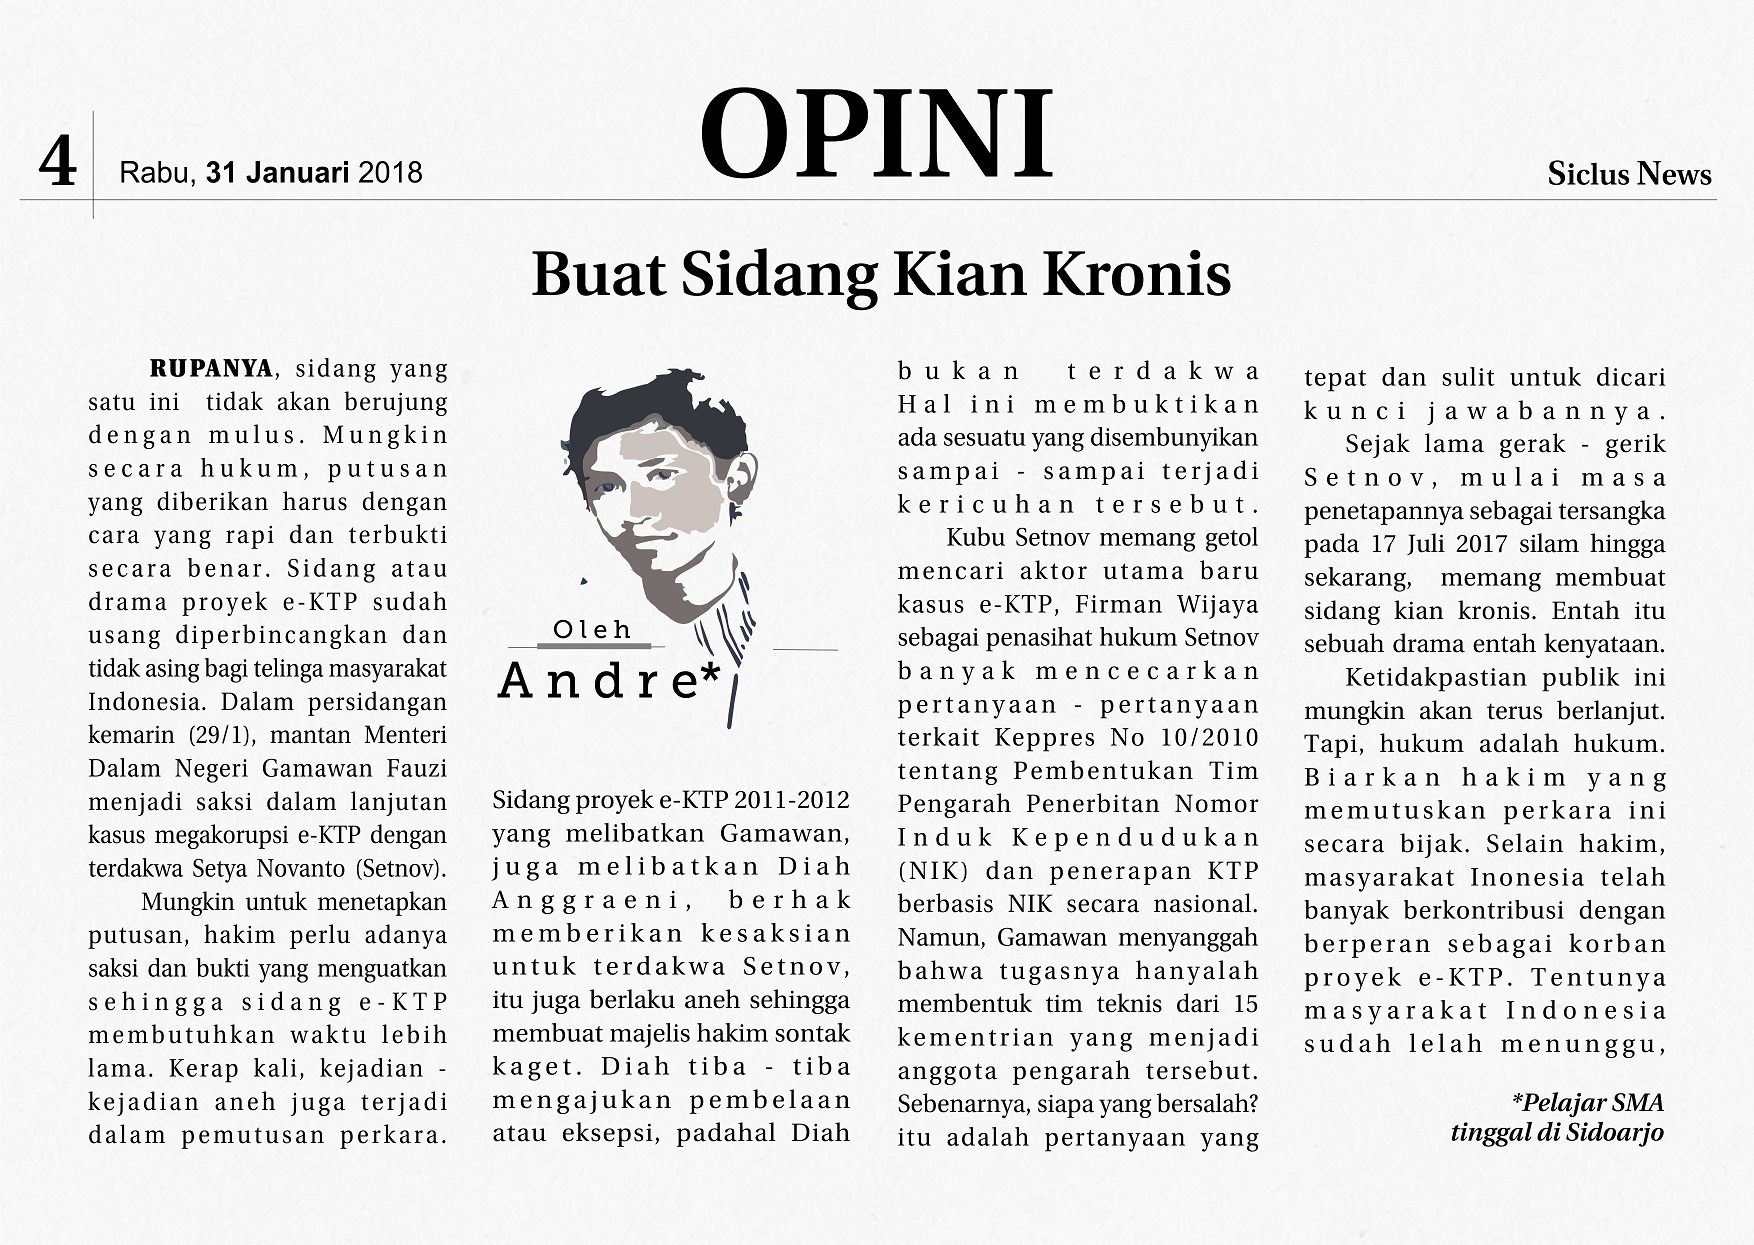 4
Rabu, 31 Januari 2018
OPINI
Siclus News
Buat Sidang Kian Kronis
RUPANYA, sidang yang
satu ini tidak akan berujung
dengan mulus. Mungkin
secara hukum, putusan
yang diberikan harus dengan
cara yang rapi dan terbukti
secara benar. Sidang atau
drama proyek e-KTP sudah
usang diperbincangkan dan
tidak asing bagi telinga masyarakat
Indonesia. Dalam persidangan
kemarin (29/1), mantan Menteri
Dalam Negeri Gamawan Fauzi
menjadi saksi dalam lanjutan
kasus megakorupsi e-KTP dengan
terdakwa Setya Novanto (Setnov).
Mungkin untuk menetapkan
putusan, hakim perlu adanya
saksi dan bukti yang menguatkan
sehingga sidang e-KTP
membutuhkan waktu lebih
lama. Kerap kali, kejadian -
kejadian aneh juga terjadi
dalam pemutusan perkara.
Oleh
Andre*
Sidang proyek e-KTP 2011-2012
yang melibatkan Gamawan,
juga melibatkan Diah
Anggraeni, berhak
memberikan kesaksian
untuk terdakwa Setnov,
itu juga berlaku aneh sehingga
membuat majelis hakim sontak
kaget. Diah tiba - tiba
mengajukan pembelaan
atau eksepsi, padahal Diah
bukan terdakwa
Hal ini membuktikan
ada sesuatu yang disembunyikan
sampai - sampai terjadi
kericuhan tersebut.
Kubu Setnov memang getol
mencari aktor utama baru
kasus e-KTP, Firman Wijaya
sebagai penasihat hukum Setnov
banyak mencecarkan
pertanyaan - pertanyaan
terkait Keppres No 10/2010
tentang Pembentukan Tim
Pengarah Penerbitan Nomor
Induk Kependudukan
(NIK) dan penerapan KTP
berbasis NIK secara nasional.
Namun, Gamawan menyanggah
bahwa tugasnya hanyalah
membentuk tim teknis dari 15
kementrian yang menjadi
anggota pengarah tersebut.
Sebenarnya, siapa yang bersalah?
itu adalah pertanyaan yang
tepat dan sulit untuk dicari
kunci jawabannya.
Sejak lama gerak - gerik
Setnov, mulai masa
penetapannya sebagai tersangka
pada 17 Juli 2017 silam hingga
sekarang, memang membuat
sidang kian kronis. Entah itu
sebuah drama entah kenyataan.
Ketidakpastian publik ini
mungkin akan terus berlanjut.
Tapi, hukum adalah hukum.
Biarkan hakim yang
memutuskan perkara ini
secara bijak. Selain hakim,
masyarakat Inonesia telah
banyak berkontribusi dengan
berperan sebagai korban
proyek e-KTP. Tentunya
masyarakat Indonesia
sudah lelah menunggu,
*Pelajar SMA
tinggal di Sidoarjo